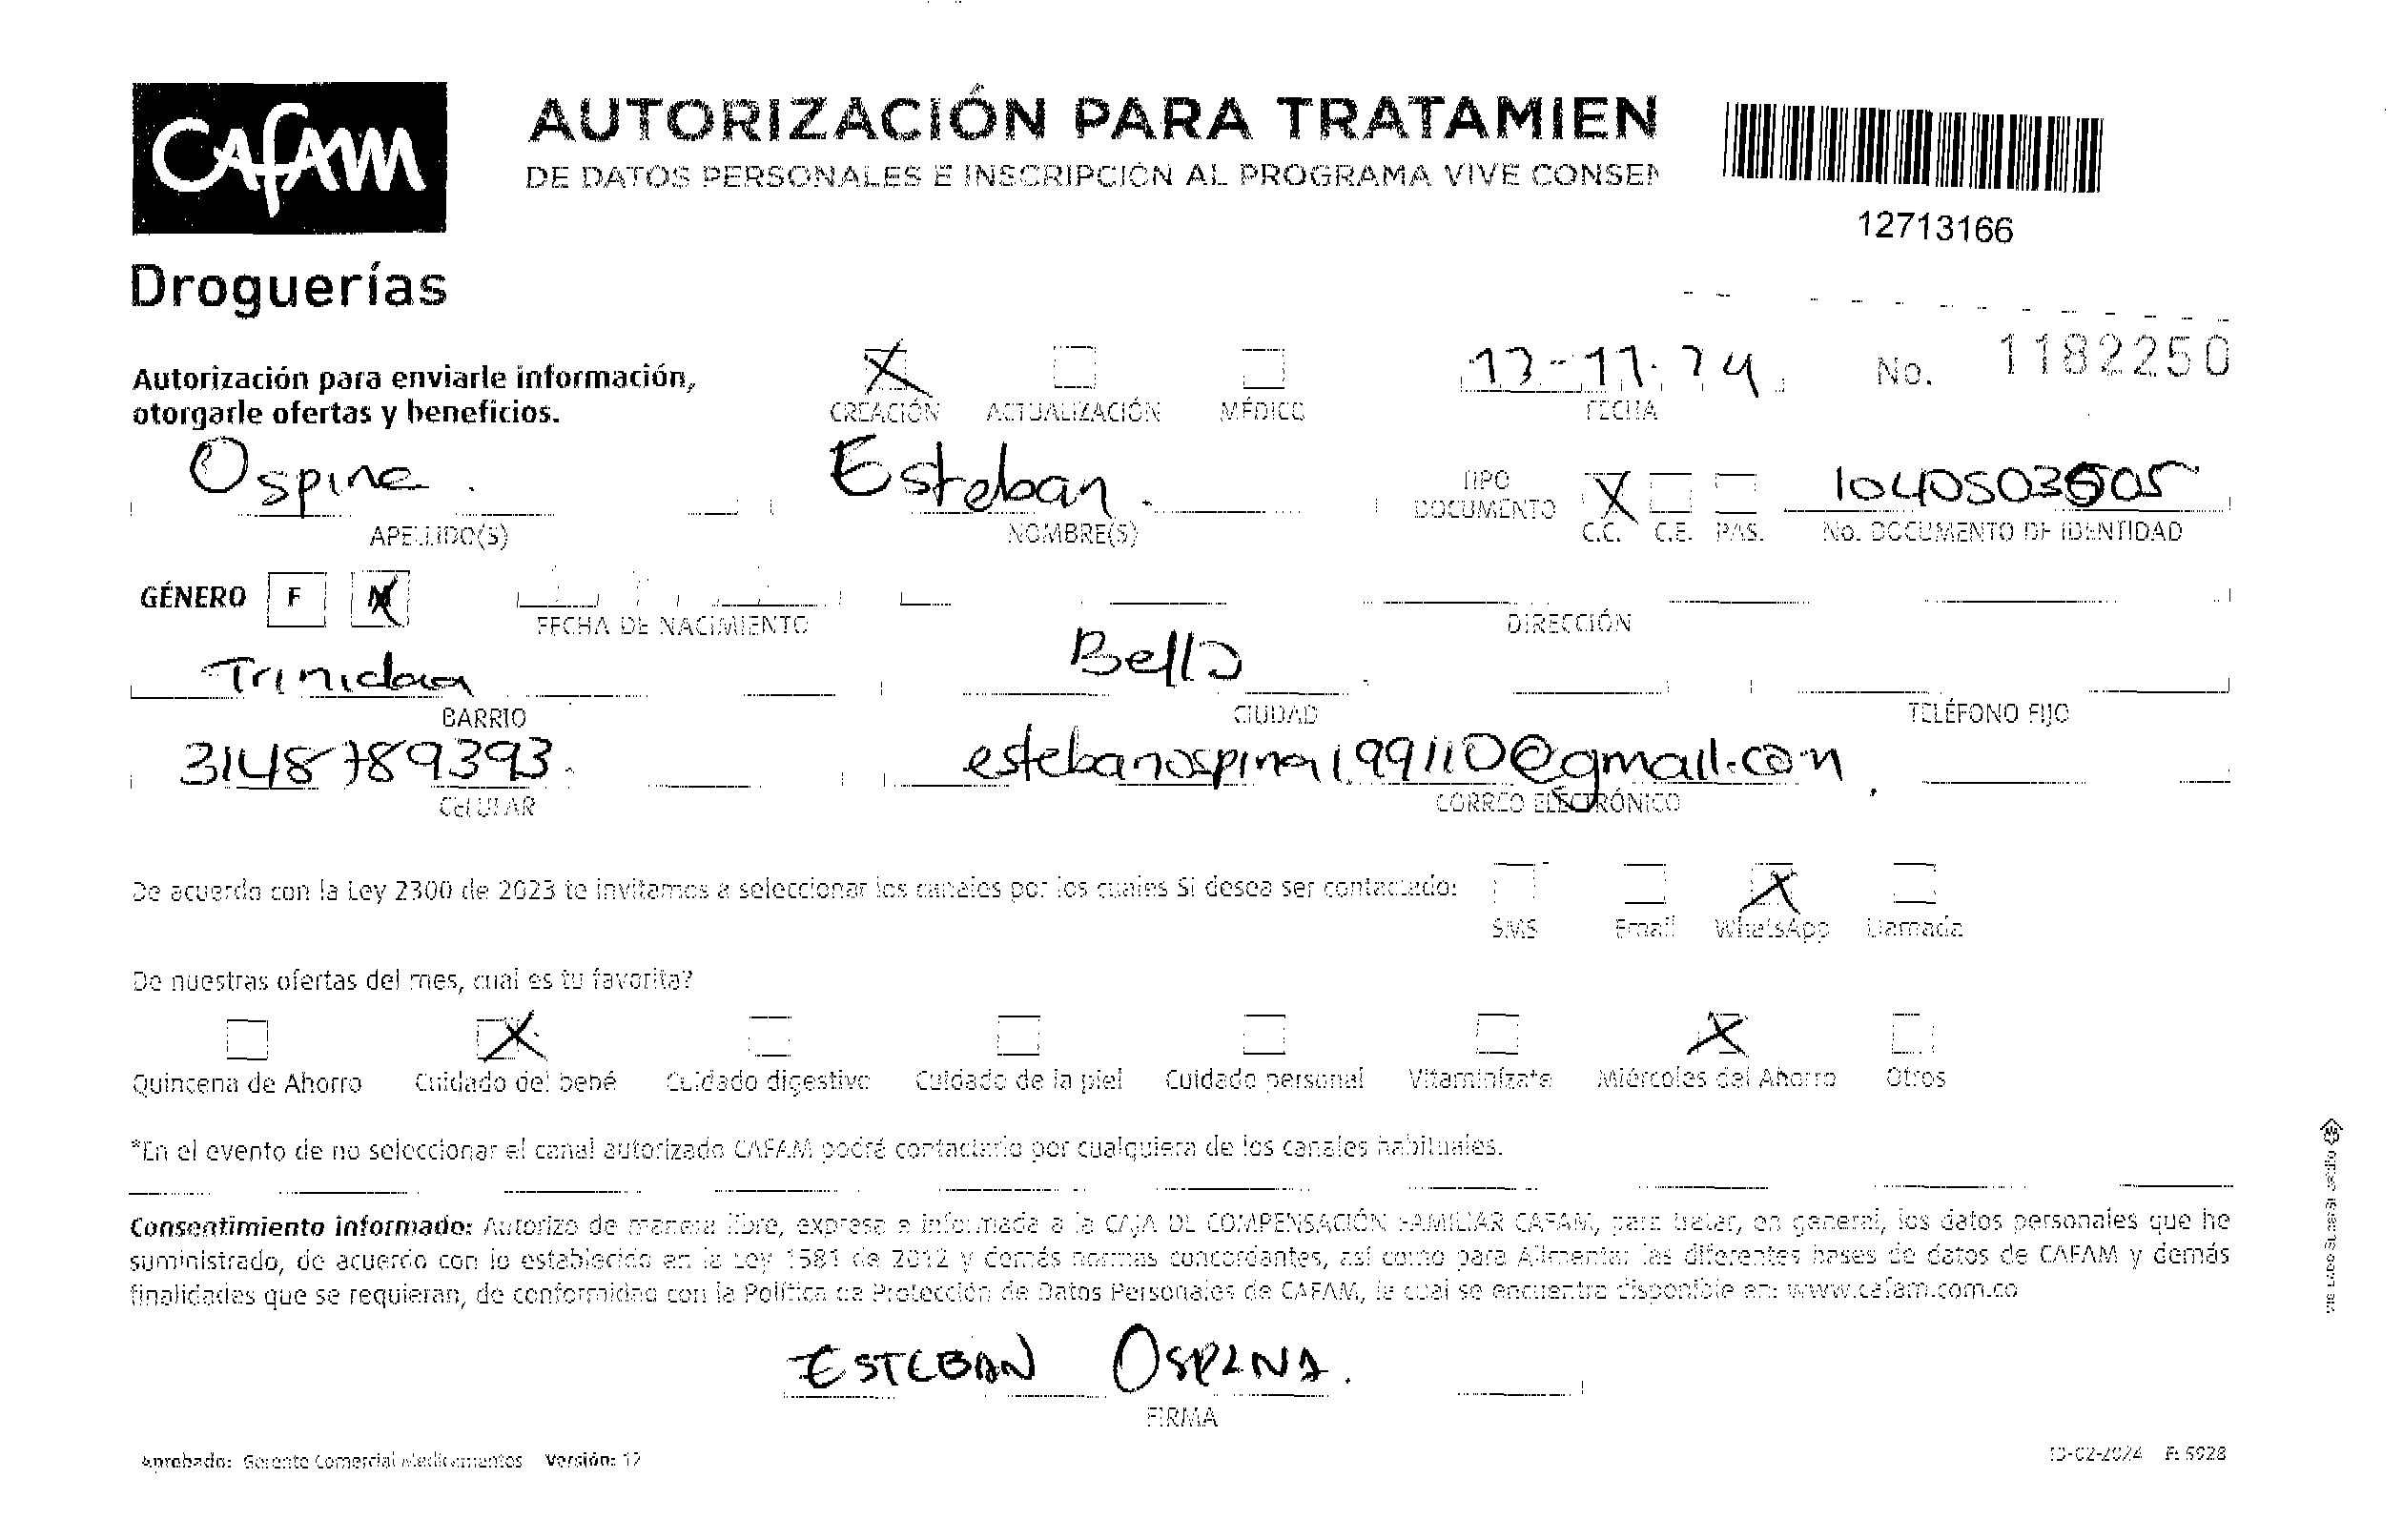 CAFAM
AUTORIZACIÓN PARA TRATAMIEN
DE DATOS PERSONALES E INSCRIPCIÓN AL PROGRAMA VIVE CONSEN
12713166
Droguerías
Autorización para enviarle información,
otorgarle ofertas y beneficios.
CREACIÓN ACTUALIZACIÓN MÉDICO
FECHA
No. 1182250
Ospina Esteban
APELLIDO(S) NOMBRE(S)
TIPO DOCUMENTO X C.C. C.E. PAS.
No. DOCUMENTO DE IDENTIDAD
GÉNERO F M
FECHA DE NACIMIENTO DIRECCIÓN
Bello
BARRIO CIUDAD TELÉFONO FIJO
3148789393 estebanospina199110@gmail.com
CELULAR CORREO ELECTRÓNICO
De acuerdo con la Ley 2300 de 2023 te invitamos a seleccionar los canales por los cuales Si desea ser contactado:
SMS Email WhatsApp Llamada
De nuestras ofertas del mes, cual es tu favorita?
Quincena de Ahorro Cuidado del bebé Cuidado digestivo Cuidado de la piel Cuidado personal Vitaminízate Miércoles del Ahorro Otros
*En el evento de no seleccionar el canal autorizado CAFAM podrá contactarlo por cualquiera de los canales habituales.
Consentimiento informado: Autorizo de manera libre, expresa e informada a la CAJA DE COMPENSACIÓN FAMILIAR CAFAM, para tratar, en general, los datos personales que he
suministrado, de acuerdo con lo establecido en la Ley 1581 de 2012 y demás normas concordantes, así como para Alimentar las diferentes bases de datos de CAFAM y demás
finalidades que se requieran, de conformidad con la Política de Protección de Datos Personales de CAFAM, la cual se encuentra disponible en: www.cafam.com.co
ESTEBAN OSPINA.
FIRMA
Aprobado: Gerente Comercial Medicamentos Versión: 12
13-02-2024 F: 5928